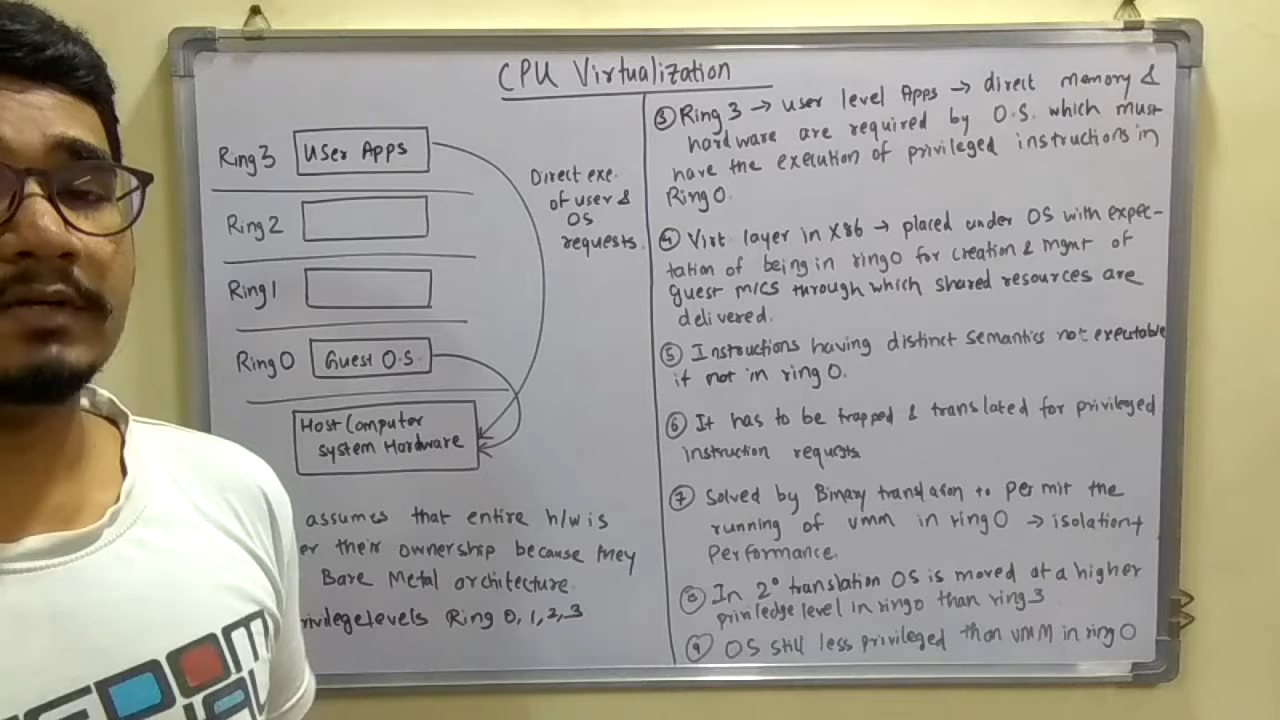 CPU Virtualization
Ring3 User Apps
Ring2
Ring1
Ring0 Guest O.S.
Host Computer
system Hardware
Direct exe.
of user &
OS
requests.
assumes that entire h/w is
er their ownership because they
Bare Metal architecture.
rivilege levels Ring 0, 1, 2, 3
③ Ring 3 → user level Apps → direct memory &
hardware are required by O.S. which must
have the execution of privileged instructions in
Ring 0.
④ Virt layer in X86 → placed under OS with expec-
tation of being in ring0 for creation & mgmt of
guest m/cs through which shared resources are
delivered.
⑤ Instructions having distinct semantics not executable
if not in ring 0.
⑥ It has to be trapped & translated for privileged
instruction requests
⑦ Solved by Binary translation to permit the
running of VMM in ring 0 → isolation +
Performance.
⑧ In 2° translation OS is moved at a higher
priviledge level in ring0 than ring 3
⑨ OS still less privileged than VMM in ring 0
EDOM
IAL